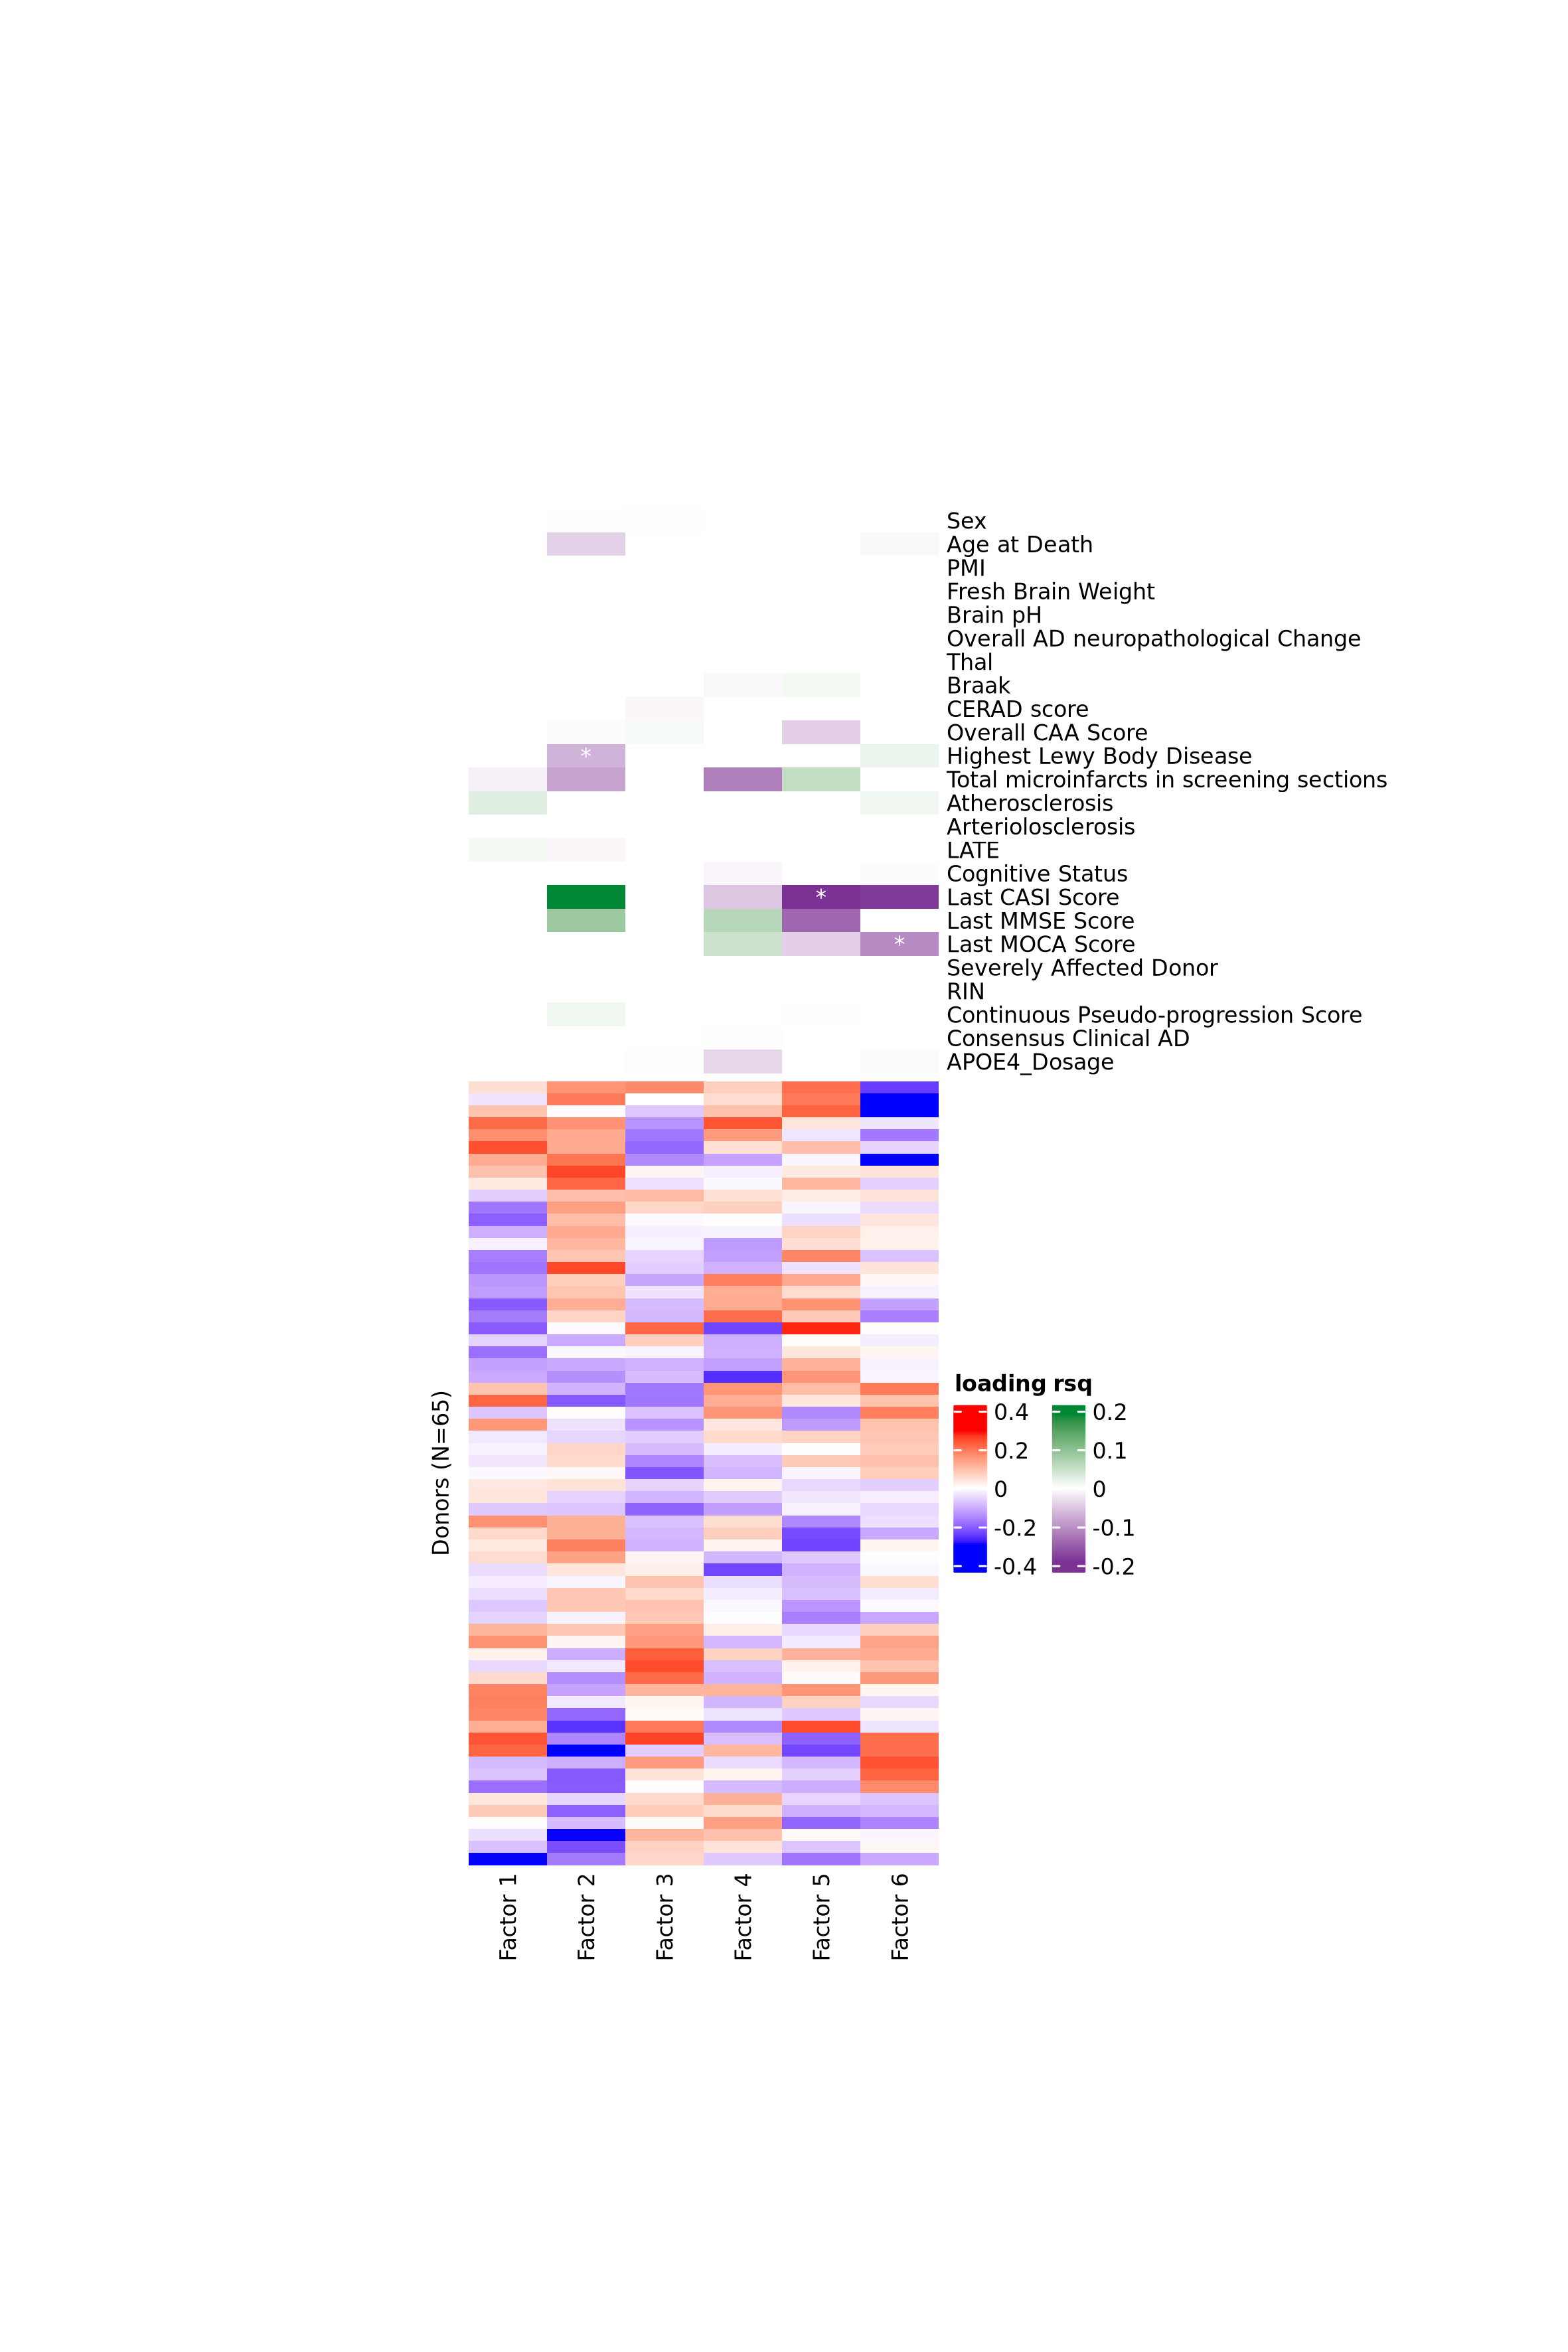 Sex
Age at Death
PMI
Fresh Brain Weight
Brain pH
Overall AD neuropathological Change
Thal
Braak
CERAD score
Overall CAA Score
* Highest Lewy Body Disease
Total microinfarcts in screening sections
Atherosclerosis
Arteriolosclerosis
LATE
Cognitive Status
* Last CASI Score
Last MMSE Score
* Last MOCA Score
Severely Affected Donor
RIN
Continuous Pseudo-progression Score
Consensus Clinical AD
APOE4_Dosage
Donors (N=65)
loading rsq
0.4 0.2
0.2 0.1
0 0
-0.2 -0.1
-0.4 -0.2
Factor 1
Factor 2
Factor 3
Factor 4
Factor 5
Factor 6